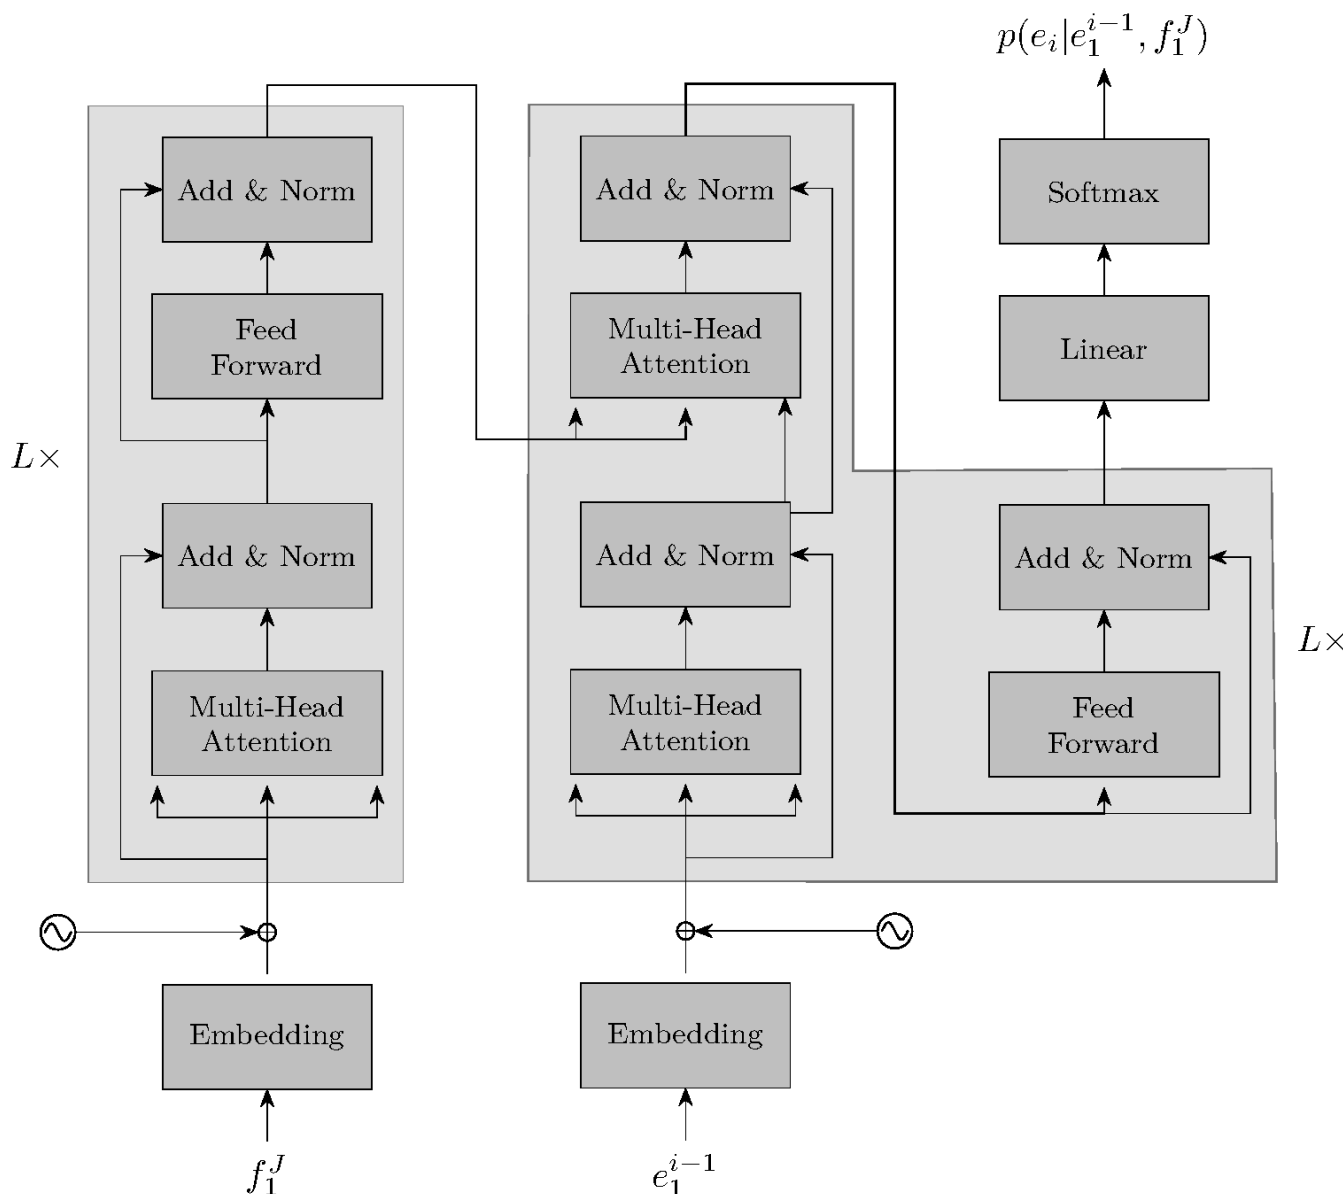 p(e_i|e_1^{i-1}, f_1^J)
Add & Norm
Feed
Forward
L×
Add & Norm
Multi-Head
Attention
Embedding
f_1^J
Add & Norm
Multi-Head
Attention
Add & Norm
Multi-Head
Attention
Embedding
e_1^{i-1}
Softmax
Linear
Add & Norm
Feed
Forward
L×